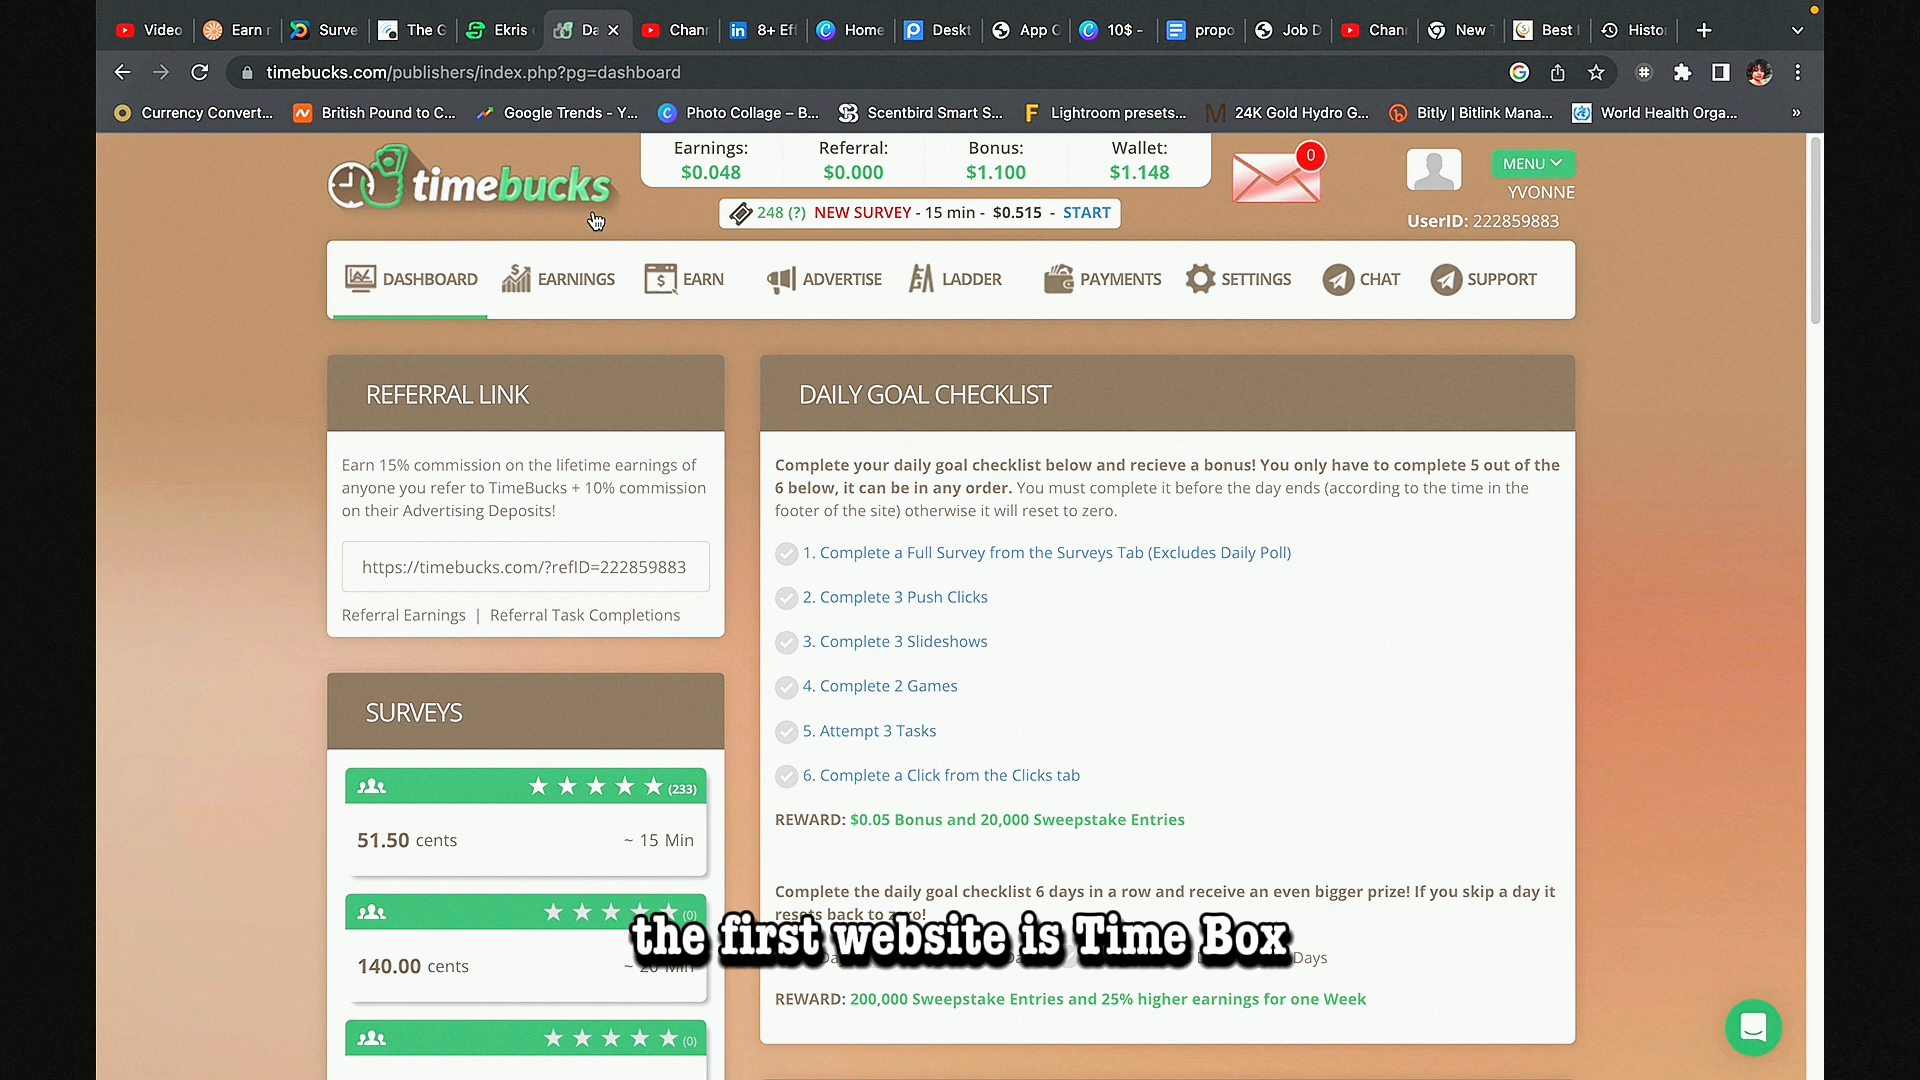 Video
Earn r
Surve
The G
Ekris
Da
Chan
8+ Ef
Home
Deskt
App C
10$ -
propo
Job D
Chan
New
Best
Histo
timebucks.com/publishers/index.php?pg=dashboard
Currency Convert...
British Pound to C...
Google Trends - Y...
Photo Collage – B...
Scentbird Smart S...
Lightroom presets...
24K Gold Hydro G...
Bitly | Bitlink Mana...
World Health Orga...
»
timebucks
Earnings:
$0.048
Referral:
$0.000
Bonus:
$1.100
Wallet:
$1.148
0
MENU
YVONNE
UserID: 222859883
248 (?) NEW SURVEY - 15 min - $0.515 - START
DASHBOARD
EARNINGS
EARN
ADVERTISE
LADDER
PAYMENTS
SETTINGS
CHAT
SUPPORT
REFERRAL LINK
Earn 15% commission on the lifetime earnings of
anyone you refer to TimeBucks + 10% commission
on their Advertising Deposits!
https://timebucks.com/?refID=222859883
Referral Earnings | Referral Task Completions
SURVEYS
(233)
51.50 cents
~ 15 Min
(0)
140.00 cents
~ 20 Min
(0)
DAILY GOAL CHECKLIST
Complete your daily goal checklist below and recieve a bonus! You only have to complete 5 out of the
6 below, it can be in any order. You must complete it before the day ends (according to the time in the
footer of the site) otherwise it will reset to zero.
1. Complete a Full Survey from the Surveys Tab (Excludes Daily Poll)
2. Complete 3 Push Clicks
3. Complete 3 Slideshows
4. Complete 2 Games
5. Attempt 3 Tasks
6. Complete a Click from the Clicks tab
REWARD: $0.05 Bonus and 20,000 Sweepstake Entries
Complete the daily goal checklist 6 days in a row and receive an even bigger prize! If you skip a day it
resets back to zero!
Days
REWARD: 200,000 Sweepstake Entries and 25% higher earnings for one Week
the first website is Time Box